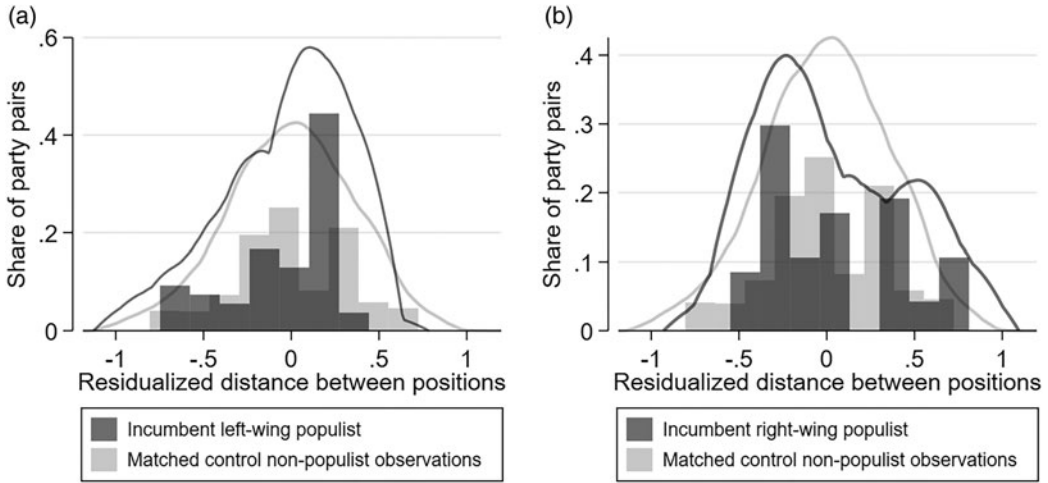 (a)
Share of party pairs
.6
.4
.2
0
-1
-.5
0
.5
1
Residualized distance between positions
Incumbent left-wing populist
Matched control non-populist observations
(b)
Share of party pairs
.4
.3
.2
.1
0
-1
-.5
0
.5
1
Residualized distance between positions
Incumbent right-wing populist
Matched control non-populist observations